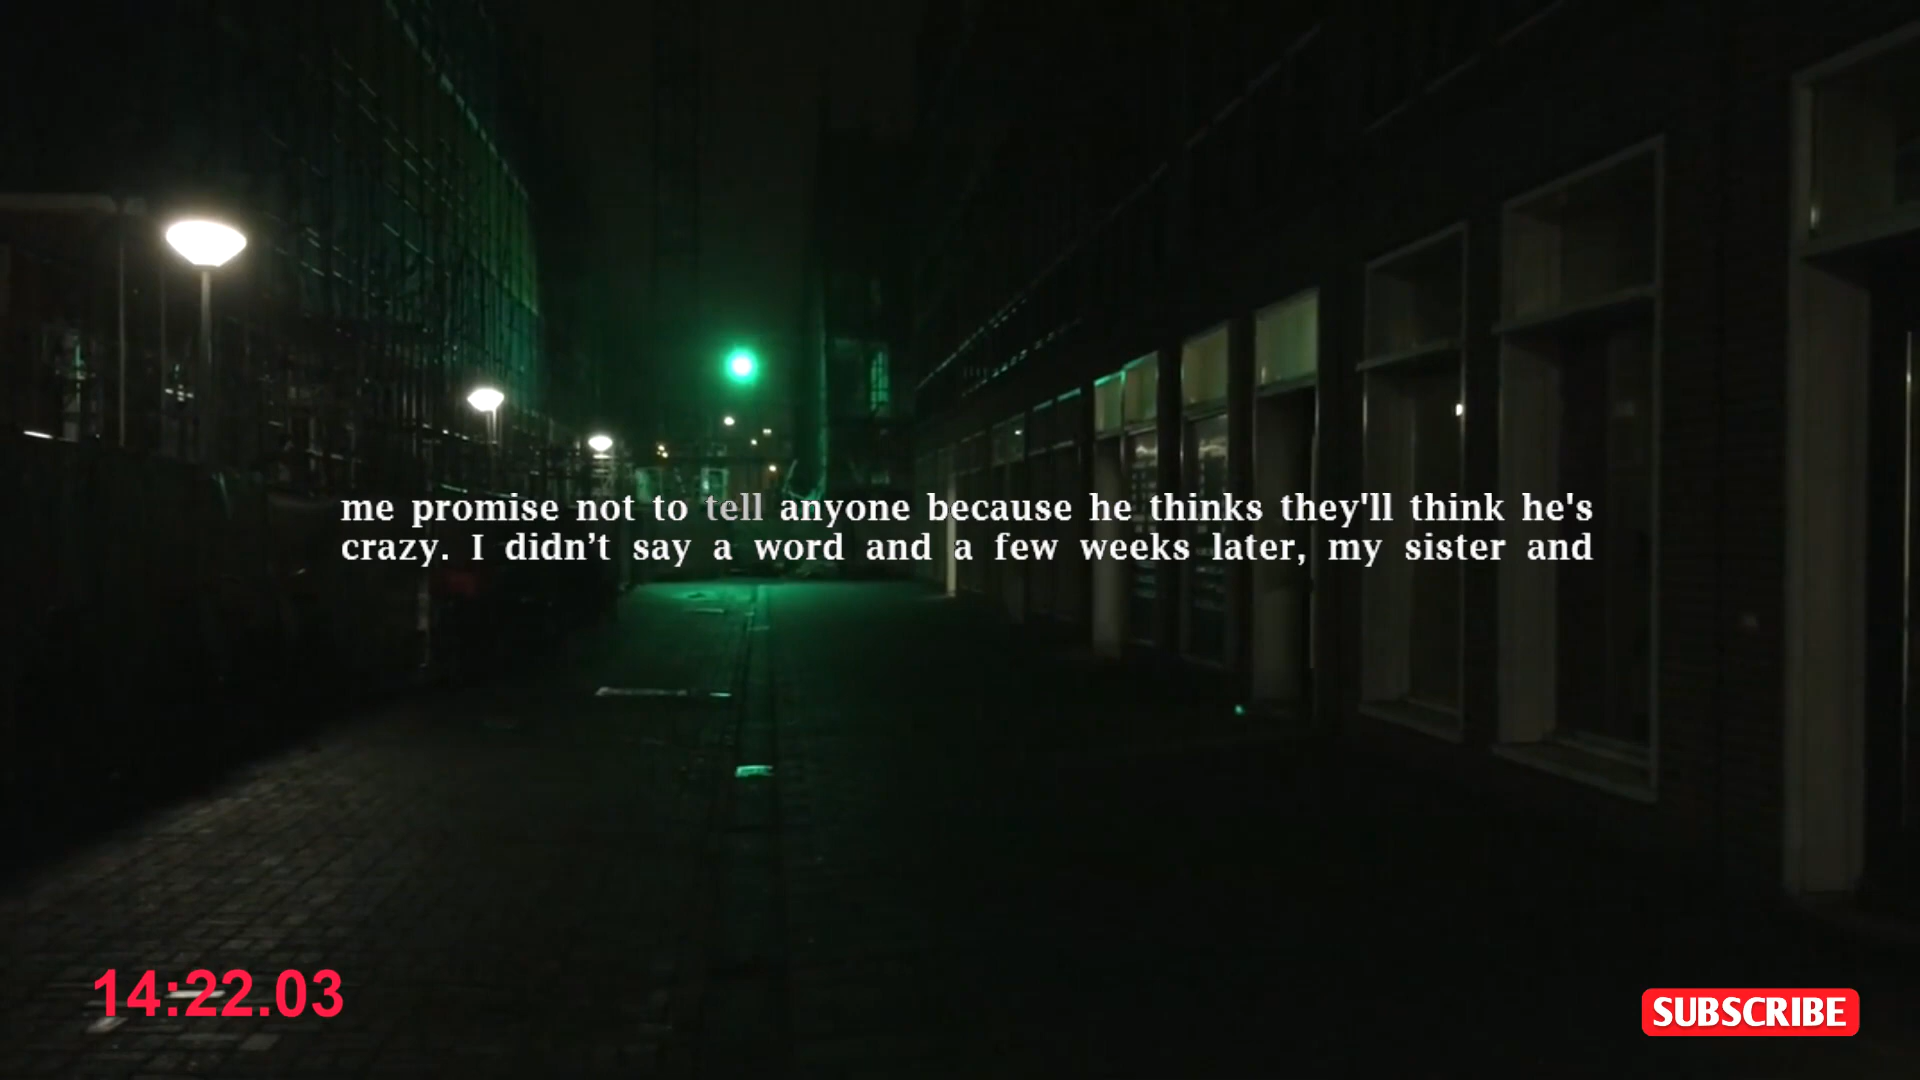 me promise not to tell anyone because he thinks they'll think he's
crazy. I didn’t say a word and a few weeks later, my sister and
14:22.03
SUBSCRIBE